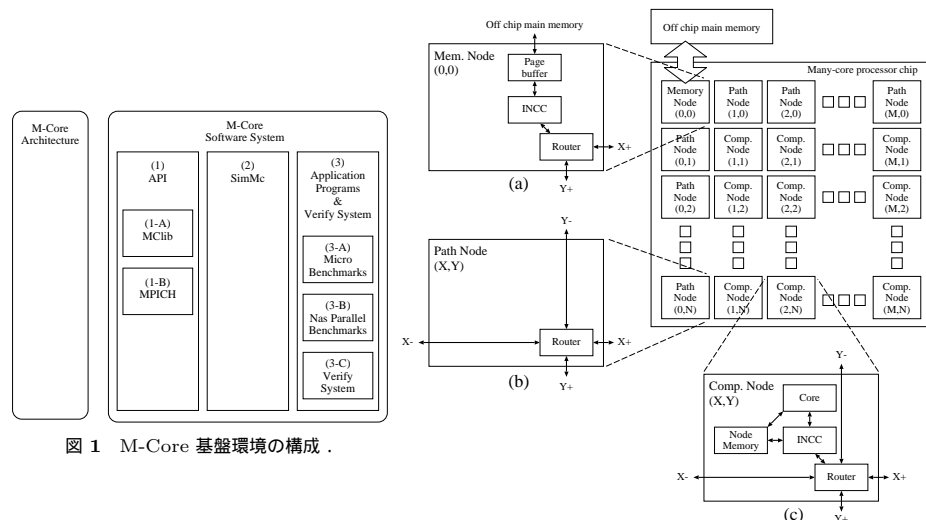 M-Core
Architecture
M-Core
Software System
(1)
API
(1-A)
MClib
(1-B)
MPICH
(2)
SimMc
(3)
Application
Programs
&
Verify System
(3-A)
Micro
Benchmarks
(3-B)
Nas Parallel
Benchmarks
(3-C)
Verify
System
図 1 M-Core 基盤環境の構成 .
Off chip main memory
Mem. Node
(0,0)
Page
buffer
INCC
Router
X+
Y+
(a)
Path Node
(X,Y)
Y-
X-
Router
X+
Y+
(b)
Off chip main memory
Many-core processor chip
Memory
Node
(0,0)
Path
Node
(1,0)
Path
Node
(2,0)
Path
Node
(M,0)
Path
Node
(0,1)
Comp.
Node
(1,1)
Comp.
Node
(2,1)
Comp.
Node
(M,1)
Path
Node
(0,2)
Comp.
Node
(1,2)
Comp.
Node
(2,2)
Comp.
Node
(M,2)
Path
Node
(0,N)
Comp.
Node
(1,N)
Comp.
Node
(2,N)
Comp.
Node
(M,N)
Comp. Node
(X,Y)
Y-
Core
Node
Memory
INCC
X-
Router
X+
Y+
(c)